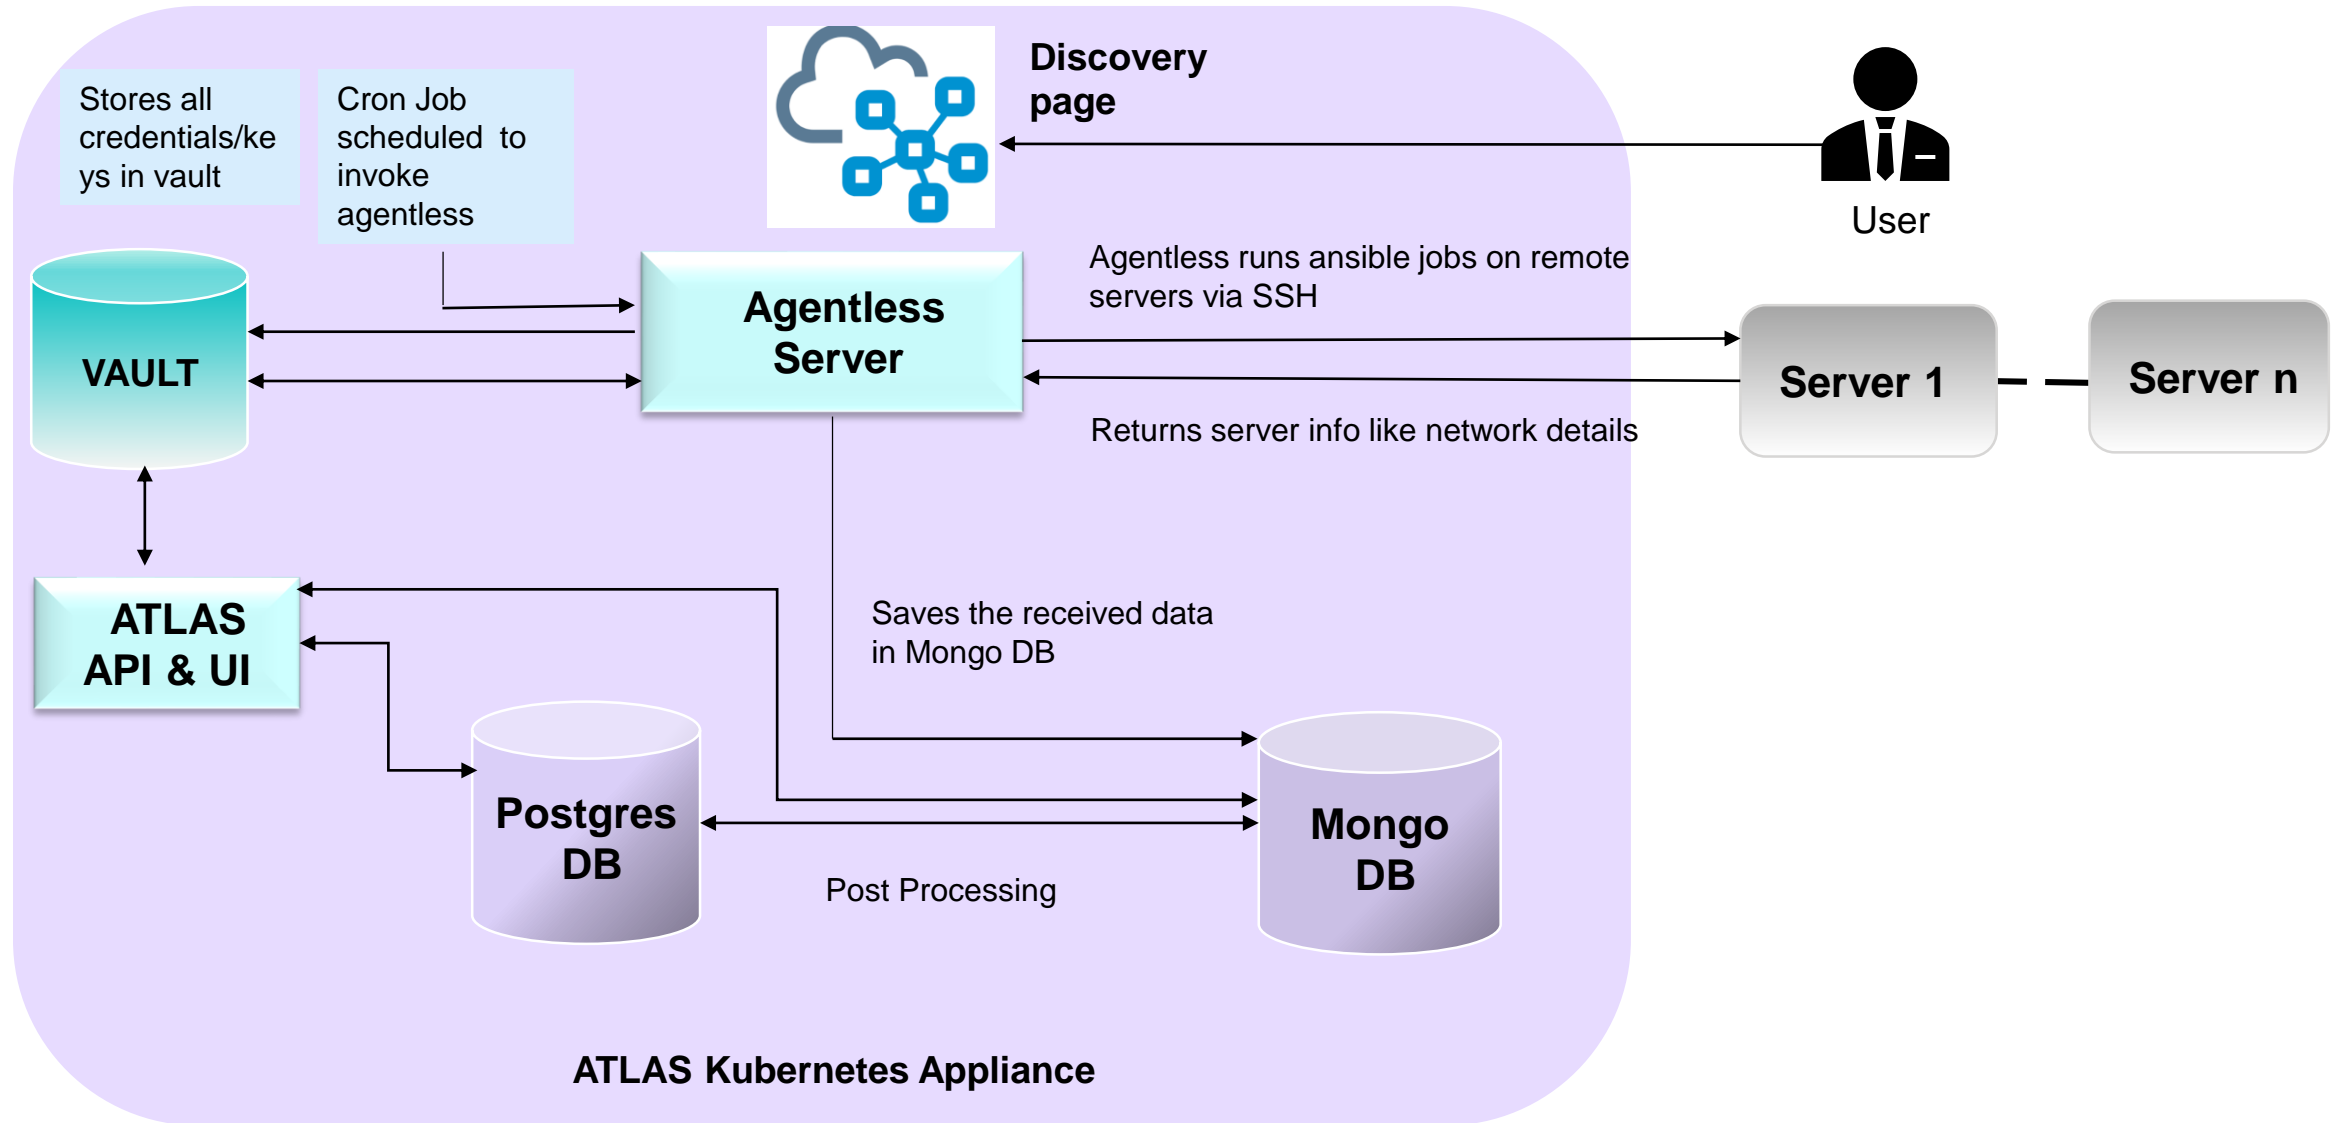 Stores all
credentials/ke
ys in vault
Cron Job
scheduled to
invoke
agentless
Discovery
page
User
Agentless runs ansible jobs on remote
servers via SSH
Agentless
Server
VAULT
Server 1
Server n
Returns server info like network details
ATLAS
API & UI
Saves the received data
in Mongo DB
Postgres
DB
Mongo
DB
Post Processing
ATLAS Kubernetes Appliance